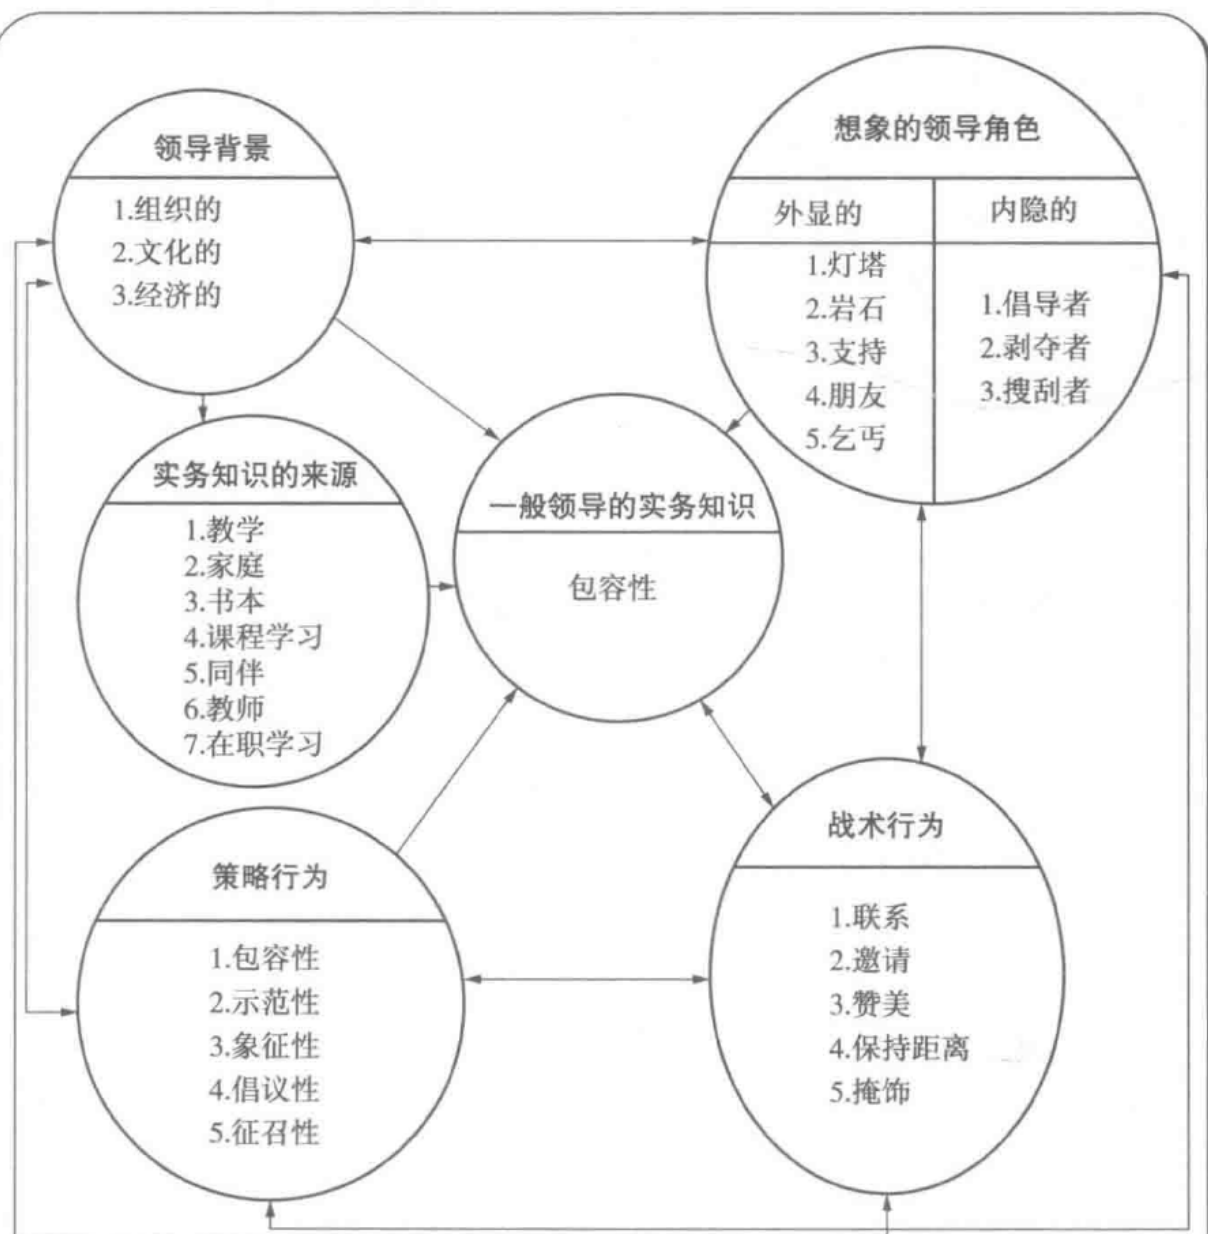 领导背景
1.组织的
2.文化的
3.经济的
想象的领导角色
外显的
内隐的
1.灯塔
2.岩石
3.支持
4.朋友
5.乞丐
1.倡导者
2.剥夺者
3.搜刮者
实务知识的来源
1.教学
2.家庭
3.书本
4.课程学习
5.同伴
6.教师
7.在职学习
一般领导的实务知识
包容性
策略行为
1.包容性
2.示范性
3.象征性
4.倡议性
5.征召性
战术行为
1.联系
2.邀请
3.赞美
4.保持距离
5.掩饰